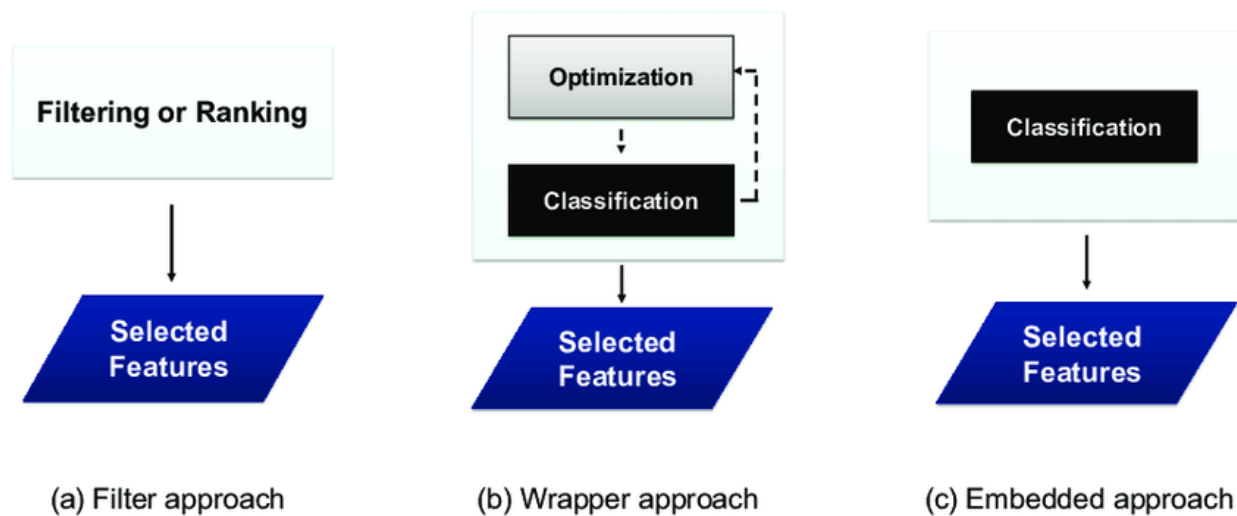 Filtering or Ranking
Selected
Features
(a) Filter approach
Optimization
Classification
Selected
Features
(b) Wrapper approach
Classification
Selected
Features
(c) Embedded approach